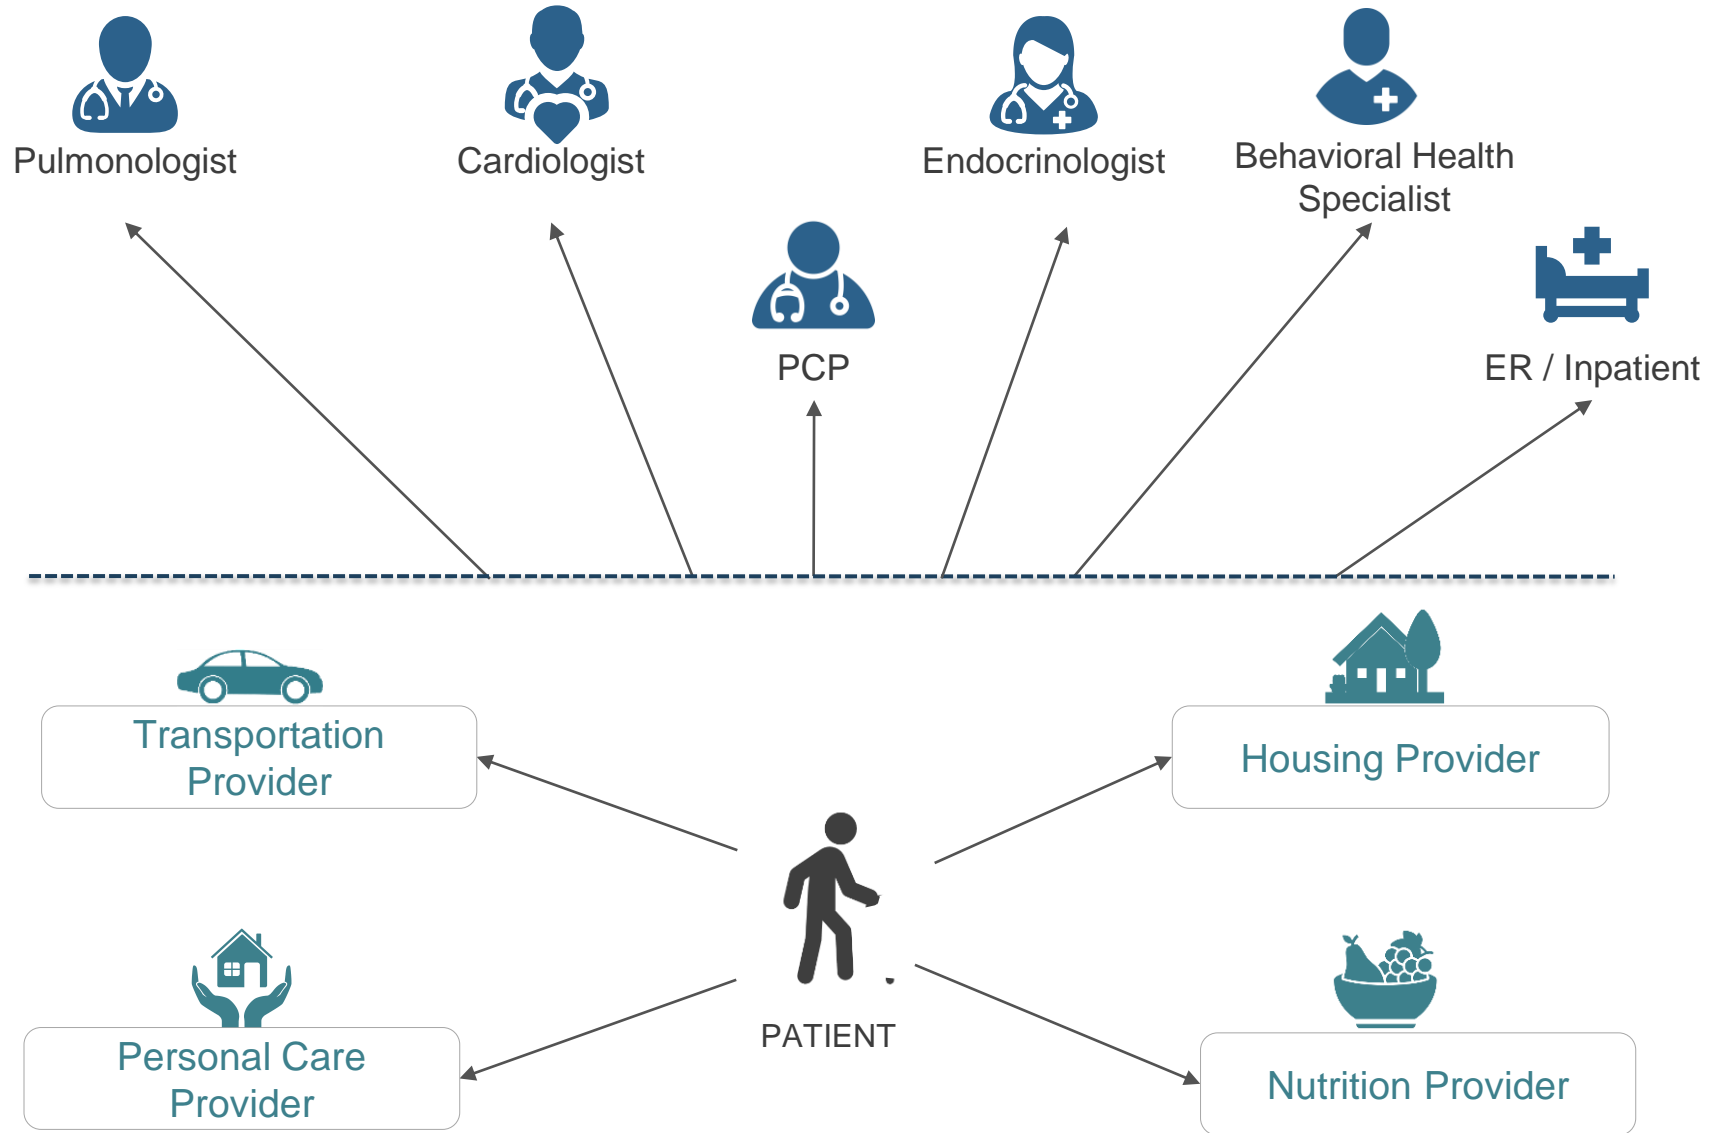 Pulmonologist
Cardiologist
Endocrinologist
Behavioral Health
Specialist
PCP
ER / Inpatient
Transportation
Provider
Housing Provider
PATIENT
Personal Care
Provider
Nutrition Provider